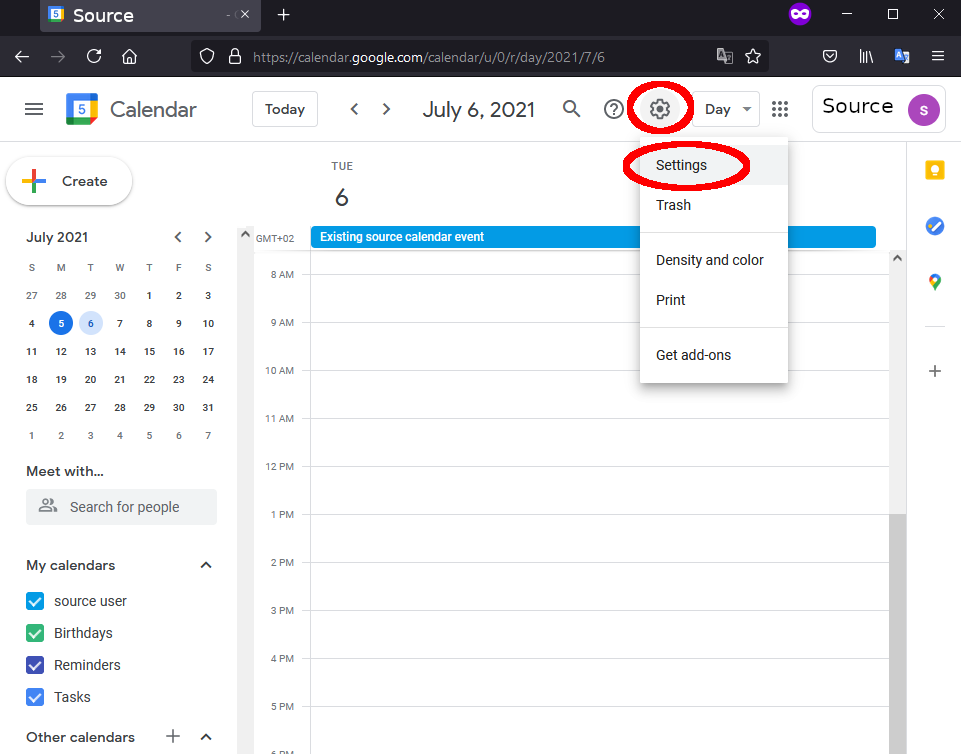 Source
https://calendar.google.com/calendar/u/0/r/day/2021/7/6
5 Calendar Today July 6, 2021 Day Source S
Create
TUE
6
Settings
Trash
Density and color
Print
Get add-ons
GMT+02 Existing source calendar event
July 2021
S M T W T F S
27 28 29 30 1 2 3
4 5 6 7 8 9 10
11 12 13 14 15 16 17
18 19 20 21 22 23 24
25 26 27 28 29 30 31
1 2 3 4 5 6 7
Meet with...
Search for people
My calendars
source user
Birthdays
Reminders
Tasks
Other calendars
8 AM
9 AM
10 AM
11 AM
12 PM
1 PM
2 PM
3 PM
4 PM
5 PM
6 PM